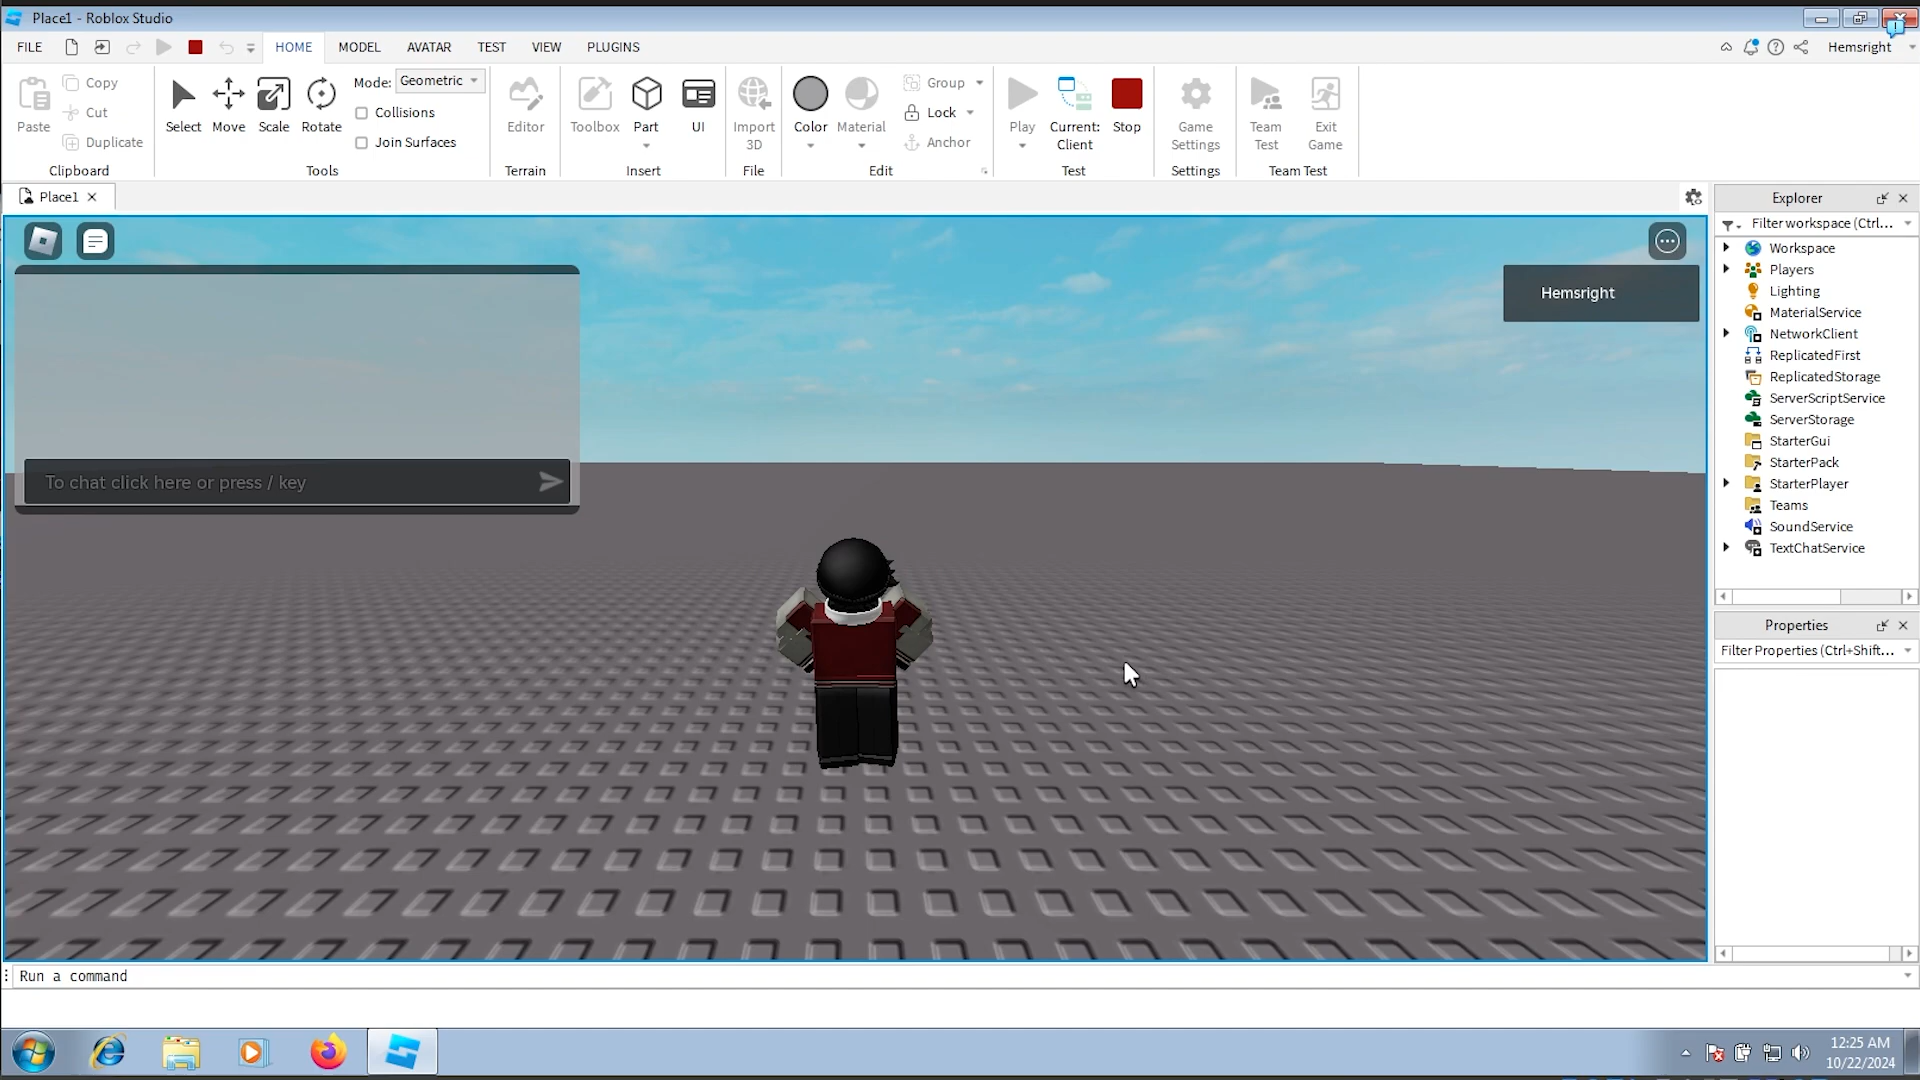 Place1 - Roblox Studio
FILE
HOME
MODEL
AVATAR
TEST
VIEW
PLUGINS
Hemsright
Paste
Copy
Cut
Duplicate
Clipboard
Select
Move
Scale
Rotate
Mode: Geometric
Collisions
Join Surfaces
Tools
Editor
Terrain
Toolbox
Part
UI
Insert
Import
3D
File
Color
Material
Group
Lock
Anchor
Edit
Play
Current:
Client
Stop
Test
Game
Settings
Settings
Team
Test
Exit
Game
Team Test
Place1
Explorer
Filter workspace (Ctrl...
Workspace
Players
Lighting
MaterialService
NetworkClient
ReplicatedFirst
ReplicatedStorage
ServerScriptService
ServerStorage
StarterGui
StarterPack
StarterPlayer
Teams
SoundService
TextChatService
Hemsright
To chat click here or press / key
Properties
Filter Properties (Ctrl+Shift...
Run a command
12:25 AM
10/22/2024